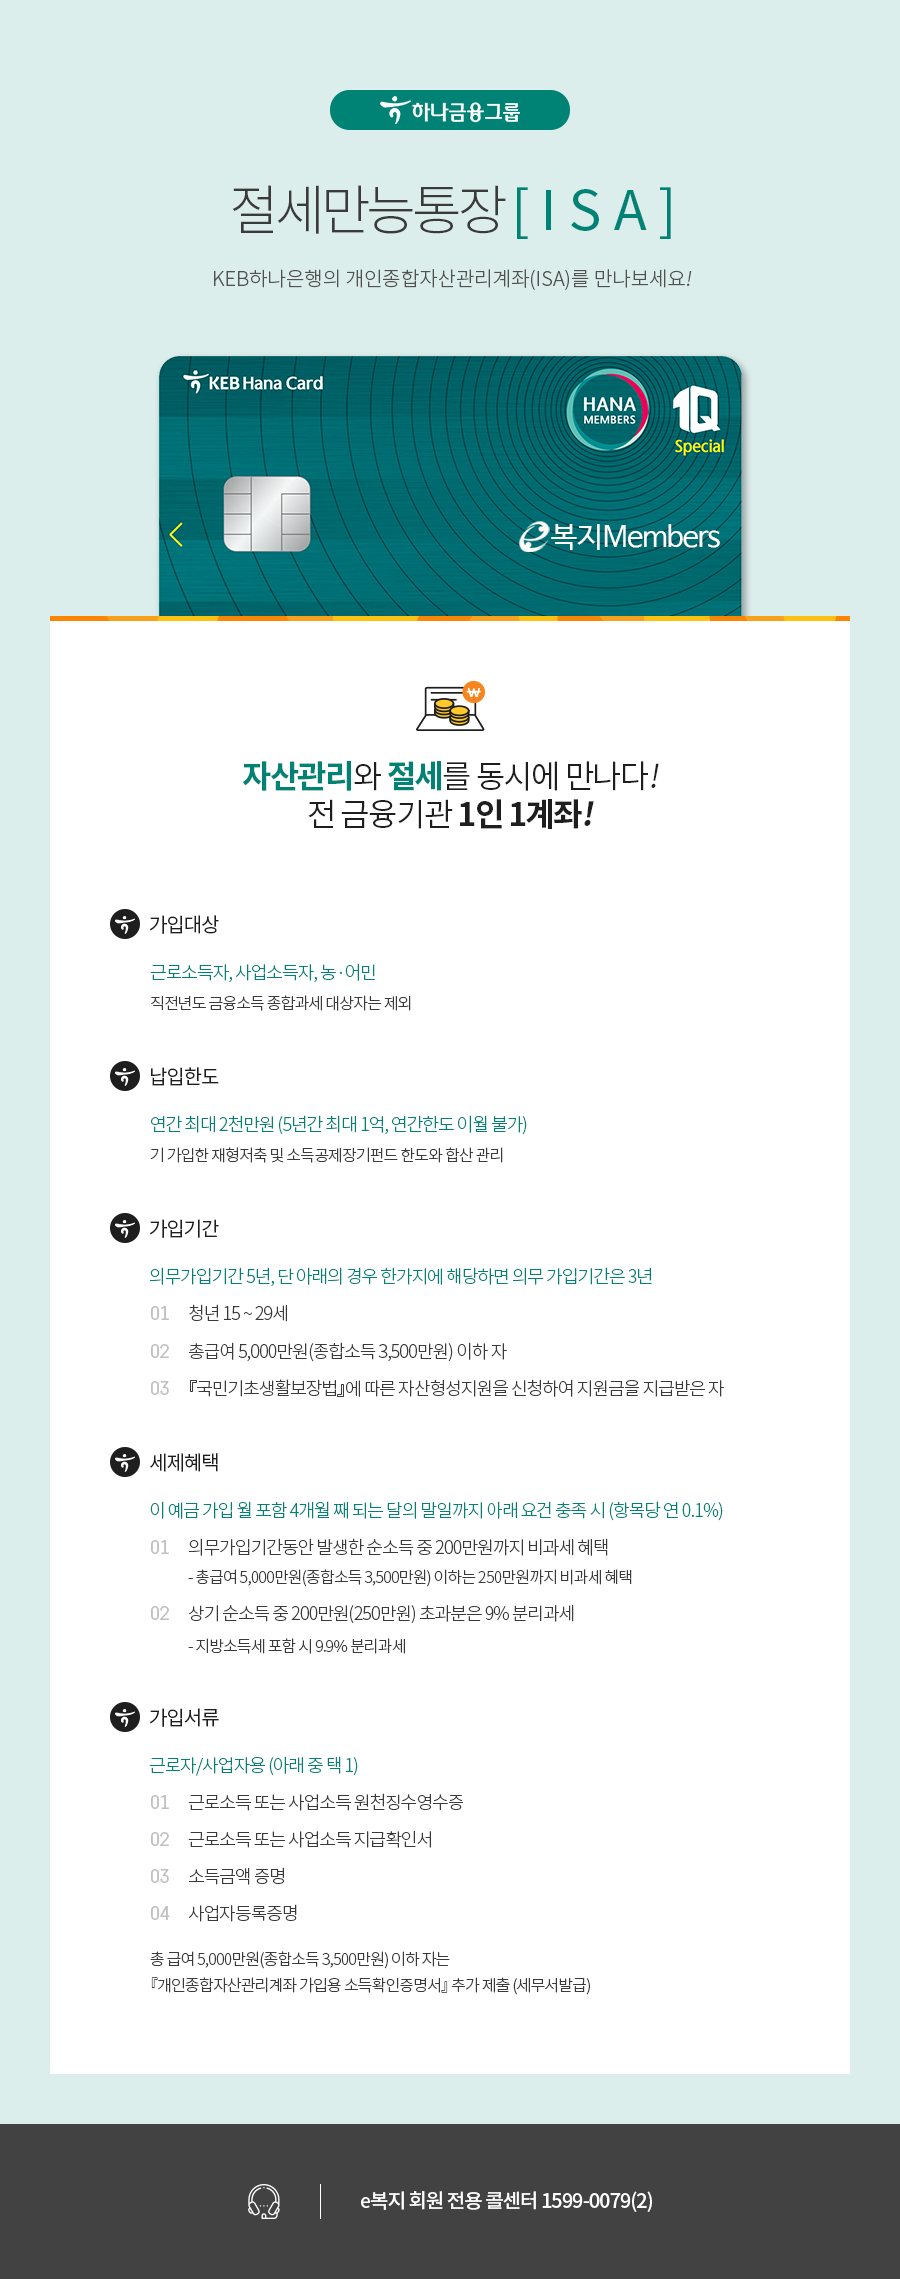 하나금융그룹
절세만능통장[ISA]
KEB하나은행의 개인종합자산관리계좌(ISA)를 만나보세요!
KEB Hana Card
HANA
MEMBERS
1Q
Special
e복지Members
₩
자산관리와 절세를 동시에 만나다!
전 금융기관 1인 1계좌!
가입대상
근로소득자, 사업소득자, 농·어민
직전년도 금융소득 종합과세 대상자는 제외
납입한도
연간 최대 2천만원 (5년간 최대 1억, 연간한도 이월 불가)
기 가입한 재형저축 및 소득공제장기펀드 한도와 합산 관리
가입기간
의무가입기간 5년, 단 아래의 경우 한가지에 해당하면 의무 가입기간은 3년
01 청년 15 ~ 29세
02 총급여 5,000만원(종합소득 3,500만원) 이하 자
03 『국민기초생활보장법』에 따른 자산형성지원을 신청하여 지원금을 지급받은 자
세제혜택
이 예금 가입 월 포함 4개월 째 되는 달의 말일까지 아래 요건 충족 시 (항목당 연 0.1%)
01 의무가입기간동안 발생한 순소득 중 200만원까지 비과세 혜택
- 총급여 5,000만원(종합소득 3,500만원) 이하는 250만원까지 비과세 혜택
02 상기 순소득 중 200만원(250만원) 초과분은 9% 분리과세
- 지방소득세 포함 시 9.9% 분리과세
가입서류
근로자/사업자용 (아래 중 택 1)
01 근로소득 또는 사업소득 원천징수영수증
02 근로소득 또는 사업소득 지급확인서
03 소득금액 증명
04 사업자등록증명
총 급여 5,000만원(종합소득 3,500만원) 이하 자는
『개인종합자산관리계좌 가입용 소득확인증명서』 추가 제출 (세무서발급)
e복지 회원 전용 콜센터 1599-0079(2)